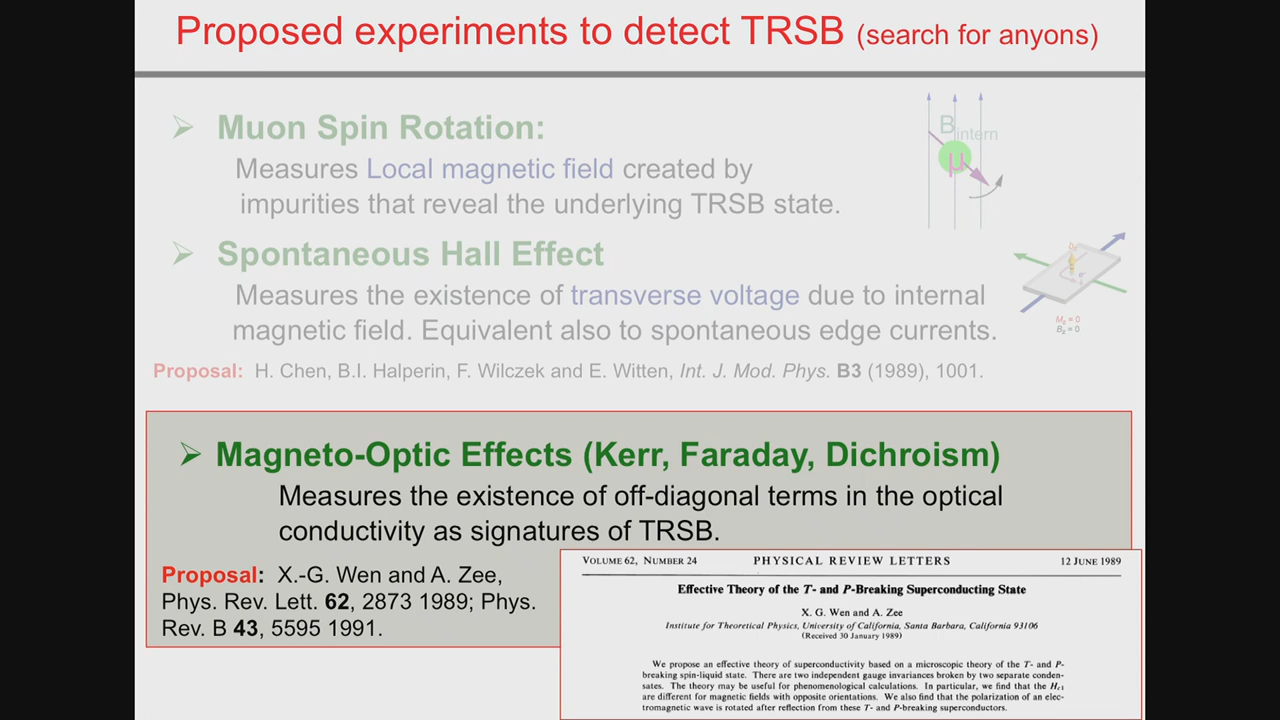 Proposed experiments to detect TRSB (search for anyons)
➢ Muon Spin Rotation:
Measures Local magnetic field created by
impurities that reveal the underlying TRSB state.
B intern
μ
➢ Spontaneous Hall Effect
Measures the existence of transverse voltage due to internal
magnetic field. Equivalent also to spontaneous edge currents.
M_z = 0
B_z = 0
Proposal: H. Chen, B.I. Halperin, F. Wilczek and E. Witten, Int. J. Mod. Phys. B3 (1989), 1001.
➢ Magneto-Optic Effects (Kerr, Faraday, Dichroism)
Measures the existence of off-diagonal terms in the optical
conductivity as signatures of TRSB.
Proposal: X.-G. Wen and A. Zee,
Phys. Rev. Lett. 62, 2873 1989; Phys.
Rev. B 43, 5595 1991.
VOLUME 62, NUMBER 24 PHYSICAL REVIEW LETTERS 12 JUNE 1989
Effective Theory of the T- and P-Breaking Superconducting State
X. G. Wen and A. Zee
Institute for Theoretical Physics, University of California, Santa Barbara, California 93106
(Received 30 January 1989)
We propose an effective theory of superconductivity based on a microscopic theory of the T- and P-
breaking spin-liquid state. There are two independent gauge invariances broken by two separate conden-
sates. The theory may be useful for phenomenological calculations. In particular, we find that the H_c1
are different for magnetic fields with opposite orientations. We also find that the polarization of an elec-
tromagnetic wave is rotated after reflection from these T- and P-breaking superconductors.